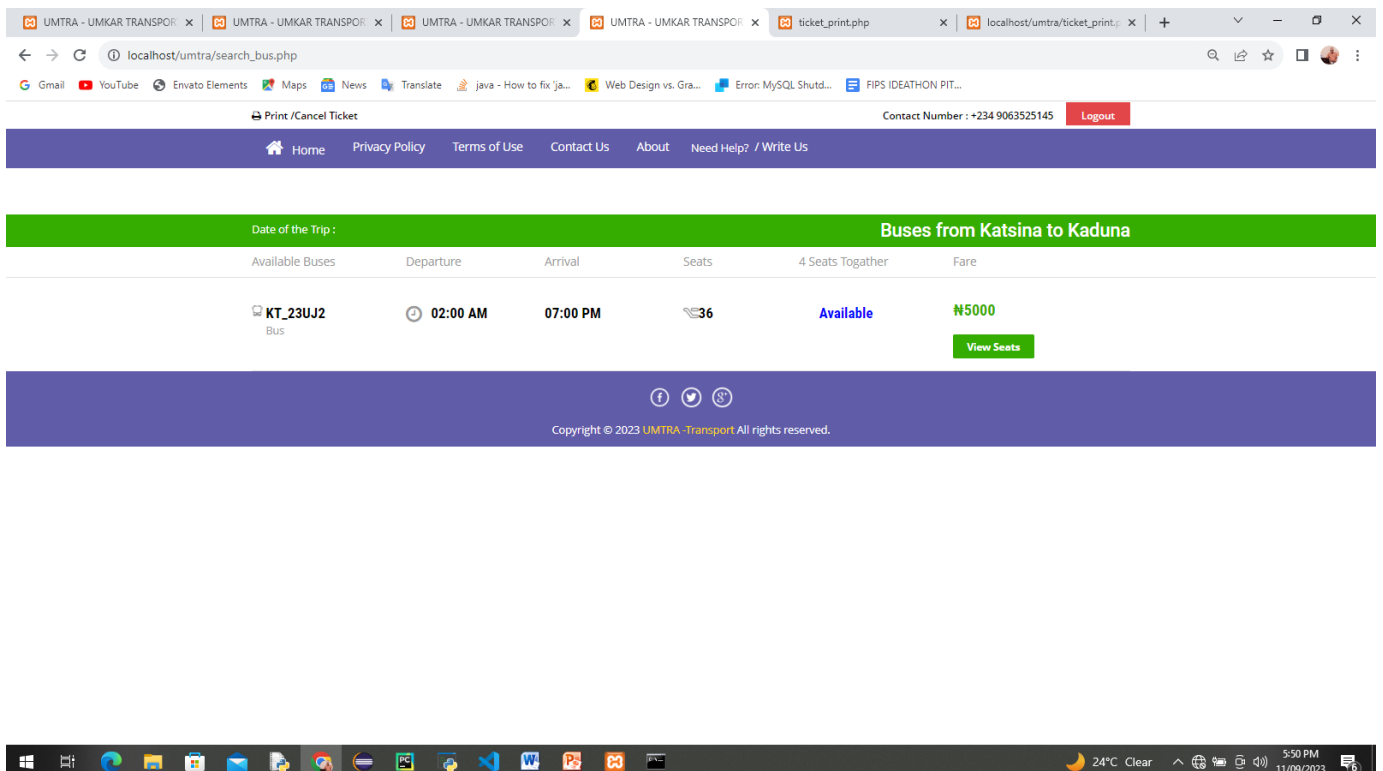 UMTRA - UMKAR TRANSPOR UMTRA - UMKAR TRANSPOR UMTRA - UMKAR TRANSPOR UMTRA - UMKAR TRANSPOR ticket_print.php localhost/umtra/ticket_print.p
localhost/umtra/search_bus.php
Gmail YouTube Envato Elements Maps News Translate java - How to fix 'ja... Web Design vs. Gra... Error: MySQL Shutd... FIPS IDEATHON PIT...
Print /Cancel Ticket Contact Number : +234 9063525145 Logout
Home Privacy Policy Terms of Use Contact Us About Need Help? / Write Us
Date of the Trip : Buses from Katsina to Kaduna
Available Buses Departure Arrival Seats 4 Seats Togather Fare
KT_23UJ2 02:00 AM 07:00 PM 36 Available ₦5000
Bus
View Seats
Copyright © 2023 UMTRA -Transport All rights reserved.
24°C Clear 5:50 PM
11/09/2023